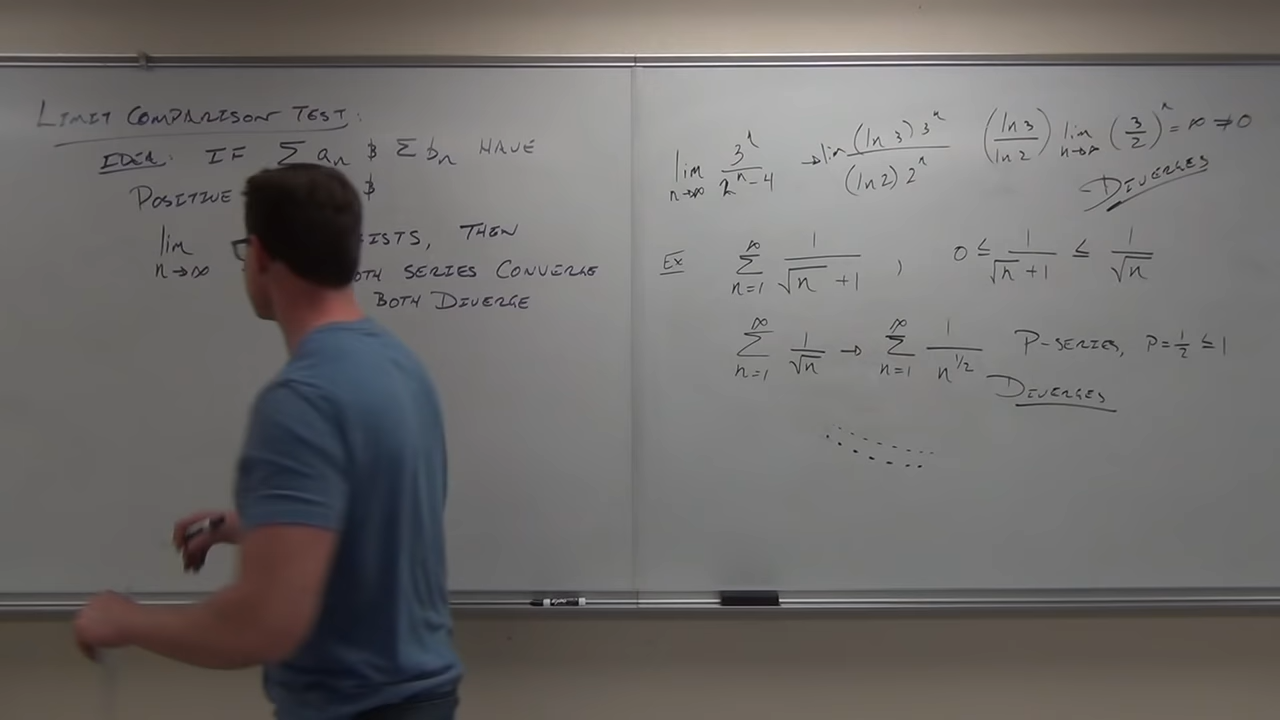 LIMIT COMPARISON TEST:
IDEA: IF Σ aₙ & Σ bₙ HAVE
POSITIVE &
lim n→∞ ISTS, THEN
OTH SERIES CONVERGE
BOTH DIVERGE
lim n→∞ 3ⁿ/(2ⁿ-4) → lim (ln 3) 3ⁿ/(ln 2) 2ⁿ (ln 3/ln 2) lim n→∞ (3/2)ⁿ = ∞ ≠ 0
DIVERGES
Ex ∞ Σ n=1 1/(√n + 1) , 0 ≤ 1/(√n + 1) ≤ 1/√n
∞ Σ n=1 1/√n → ∞ Σ n=1 1/n^1/2 P-SERIES, P = 1/2 ≤ 1
DIVERGES